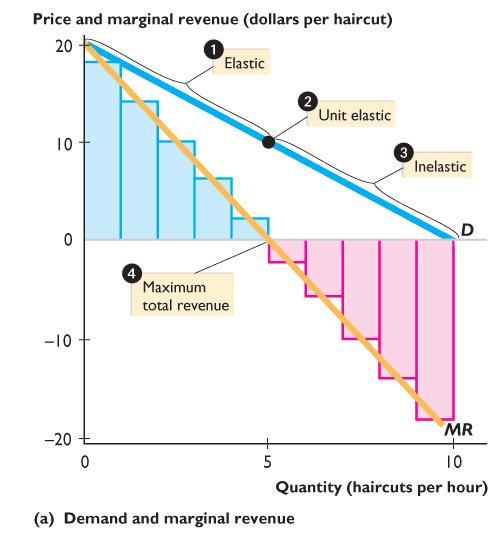 Price and marginal revenue (dollars per haircut)
20
1
Elastic
2
Unit elastic
10
3
Inelastic
D
0
4
Maximum
total revenue
–10
MR
–20
0
5
10
Quantity (haircuts per hour)
(a) Demand and marginal revenue